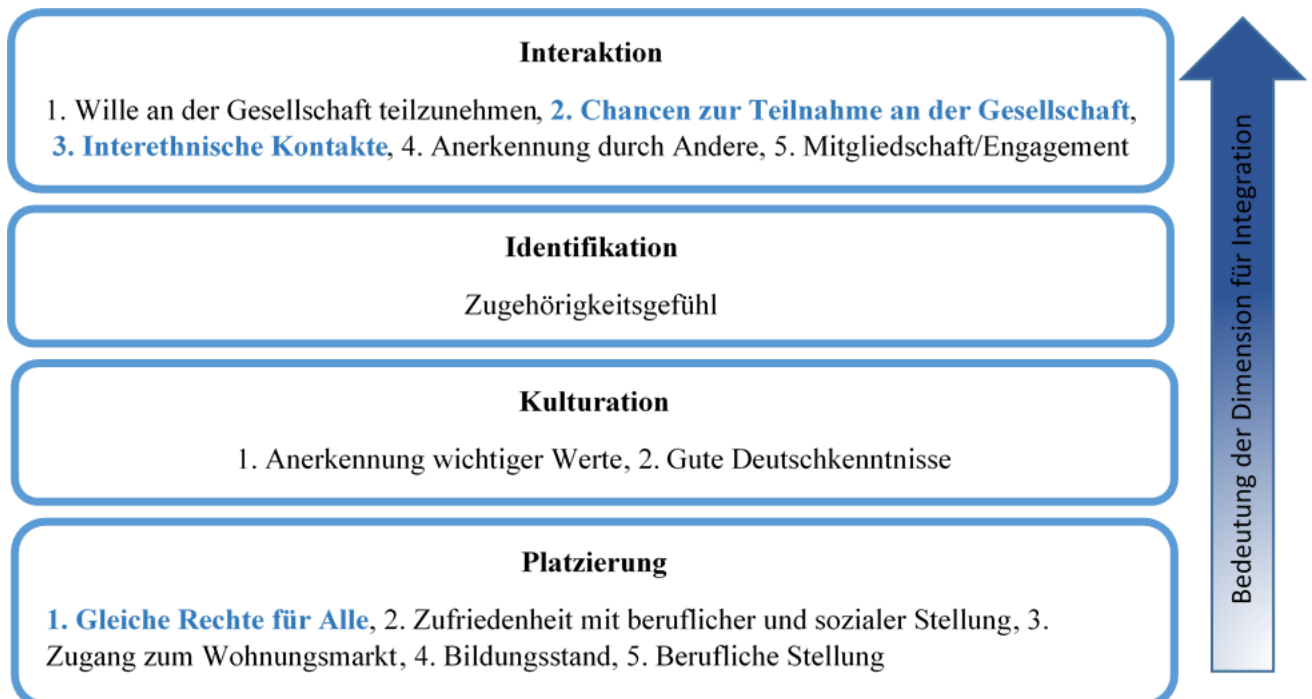 Interaktion
1. Wille an der Gesellschaft teilzunehmen, 2. Chancen zur Teilnahme an der Gesellschaft,
3. Interethnische Kontakte, 4. Anerkennung durch Andere, 5. Mitgliedschaft/Engagement
Identifikation
Zugehörigkeitsgefühl
Kulturation
1. Anerkennung wichtiger Werte, 2. Gute Deutschkenntnisse
Platzierung
1. Gleiche Rechte für Alle, 2. Zufriedenheit mit beruflicher und sozialer Stellung, 3.
Zugang zum Wohnungsmarkt, 4. Bildungsstand, 5. Berufliche Stellung
Bedeutung der Dimension für Integration